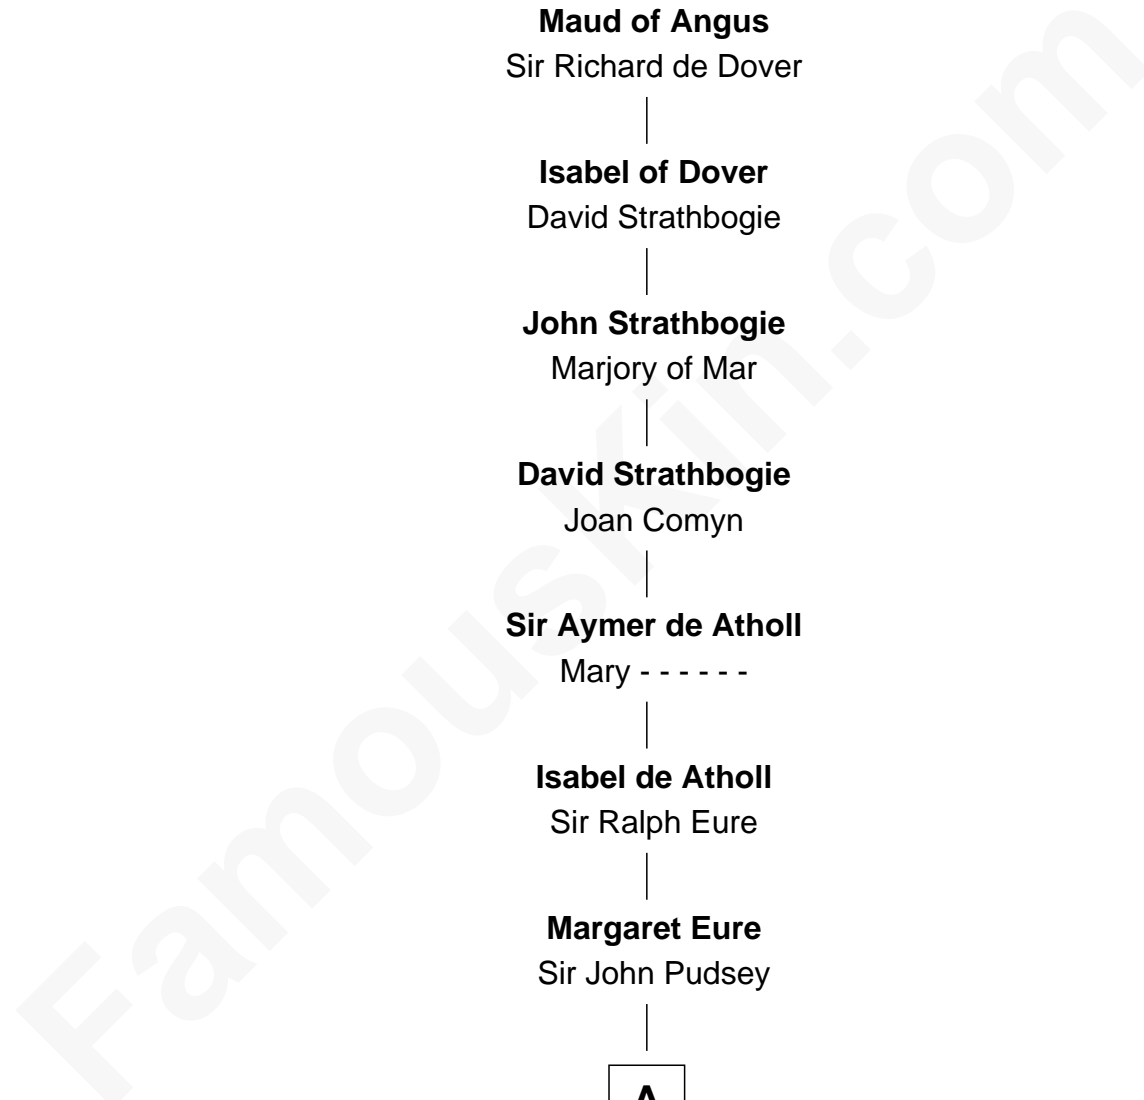 Maud of Angus
Sir Richard de Dover
Isabel of Dover
David Strathbogie
John Strathbogie
Marjory of Mar
David Strathbogie
Joan Comyn
Sir Aymer de Atholl
Mary - - - - - -
Isabel de Atholl
Sir Ralph Eure
Margaret Eure
Sir John Pudsey
A
FamousKin.com